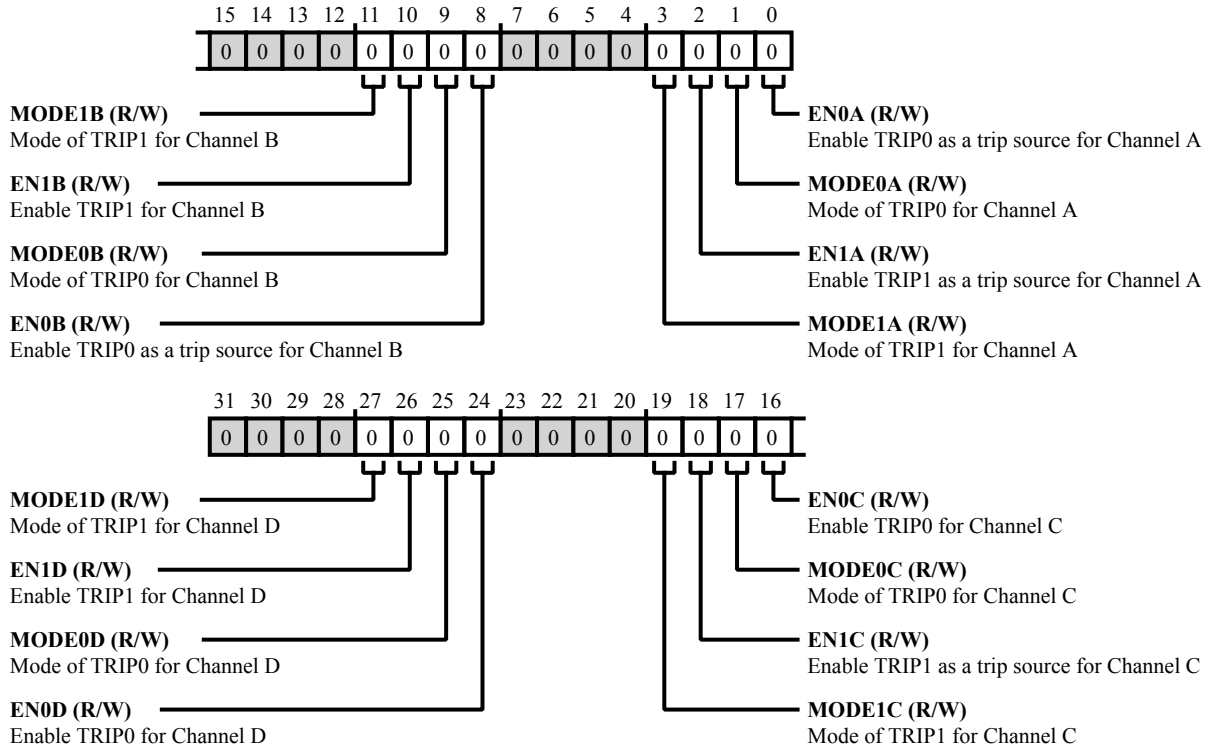 15 14 13 12 11 10 9 8 7 6 5 4 3 2 1 0
0 0 0 0 0 0 0 0 0 0 0 0 0 0 0 0
MODE1B (R/W)
Mode of TRIP1 for Channel B
EN1B (R/W)
Enable TRIP1 for Channel B
MODE0B (R/W)
Mode of TRIP0 for Channel B
EN0B (R/W)
Enable TRIP0 as a trip source for Channel B
EN0A (R/W)
Enable TRIP0 as a trip source for Channel A
MODE0A (R/W)
Mode of TRIP0 for Channel A
EN1A (R/W)
Enable TRIP1 as a trip source for Channel A
MODE1A (R/W)
Mode of TRIP1 for Channel A
31 30 29 28 27 26 25 24 23 22 21 20 19 18 17 16
0 0 0 0 0 0 0 0 0 0 0 0 0 0 0 0
MODE1D (R/W)
Mode of TRIP1 for Channel D
EN1D (R/W)
Enable TRIP1 for Channel D
MODE0D (R/W)
Mode of TRIP0 for Channel D
EN0D (R/W)
Enable TRIP0 for Channel D
EN0C (R/W)
Enable TRIP0 for Channel C
MODE0C (R/W)
Mode of TRIP0 for Channel C
EN1C (R/W)
Enable TRIP1 as a trip source for Channel C
MODE1C (R/W)
Mode of TRIP1 for Channel C